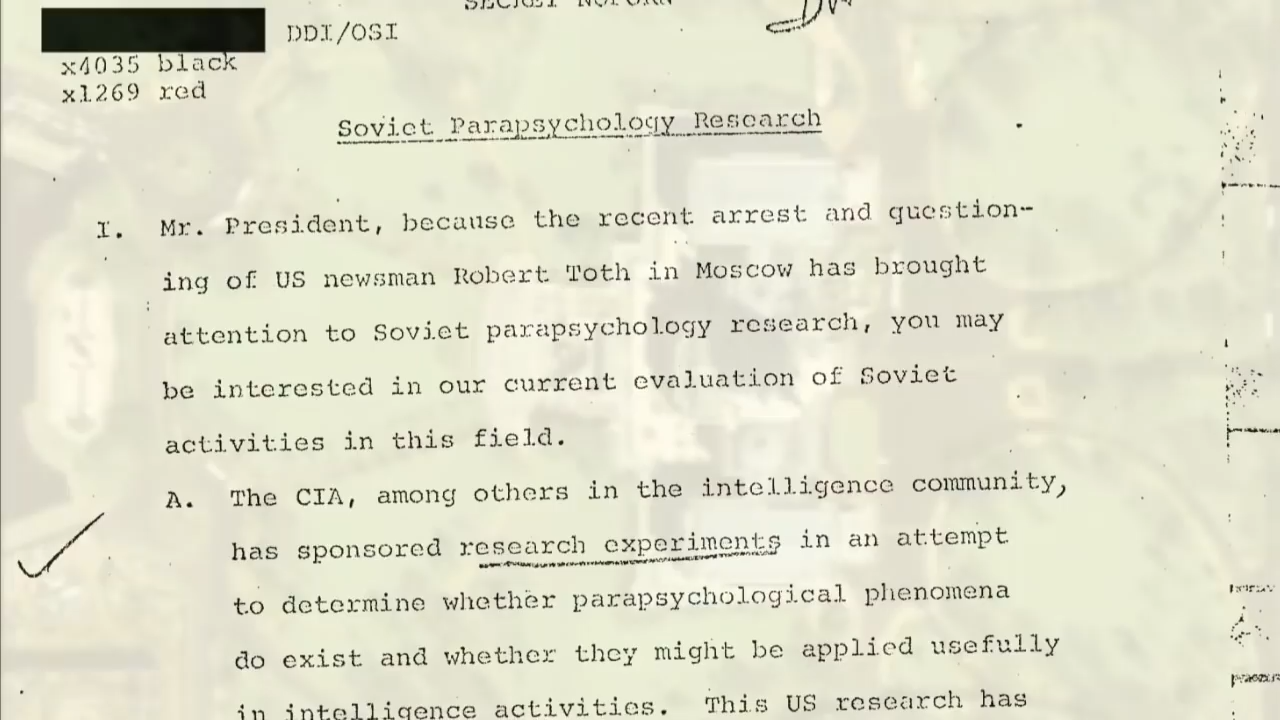 SECRET NOFORN
DDI/OSI
x4035 black
x1269 red
Soviet Parapsychology Research
I. Mr. President, because the recent arrest and question-
ing of US newsman Robert Toth in Moscow has brought
attention to Soviet parapsychology research, you may
be interested in our current evaluation of Soviet
activities in this field.
A. The CIA, among others in the intelligence community,
has sponsored research experiments in an attempt
to determine whether parapsychological phenomena
do exist and whether they might be applied usefully
in intelligence activities. This US research has